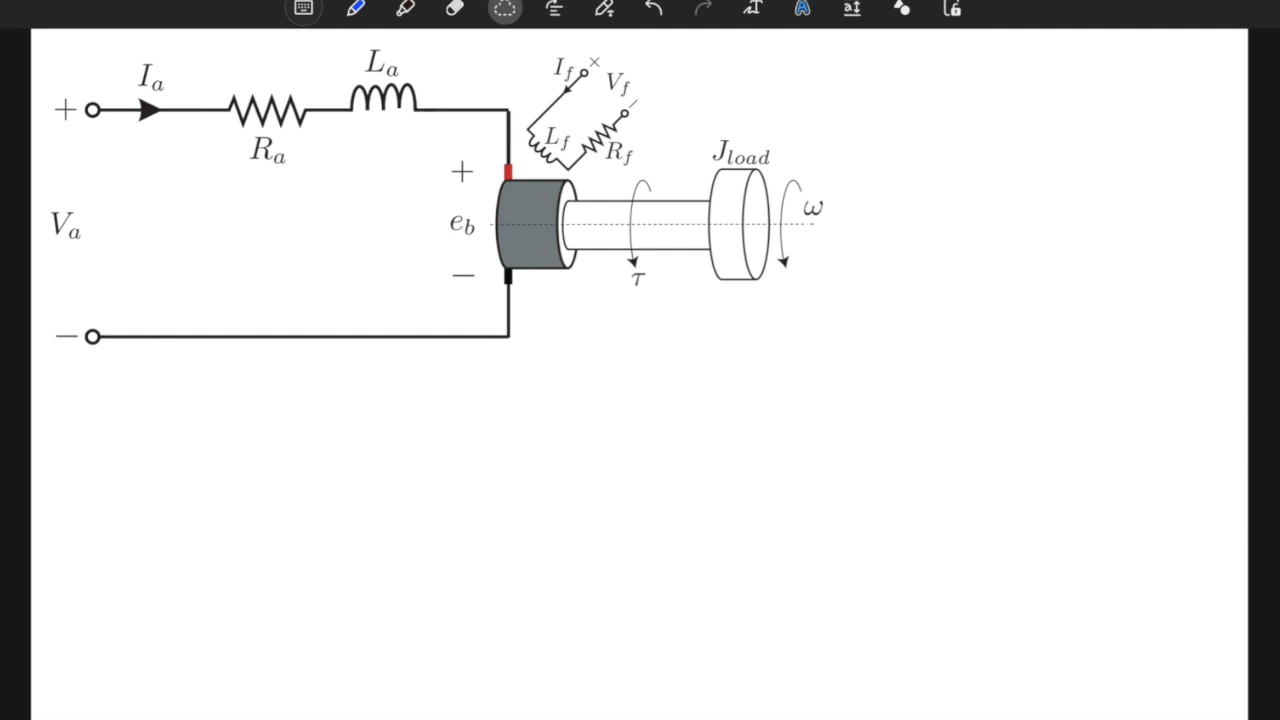 L_a
I_a
I_f
V_f
+
R_a
L_f
R_f
J_load
+
V_a
e_b
ω
−
τ
−